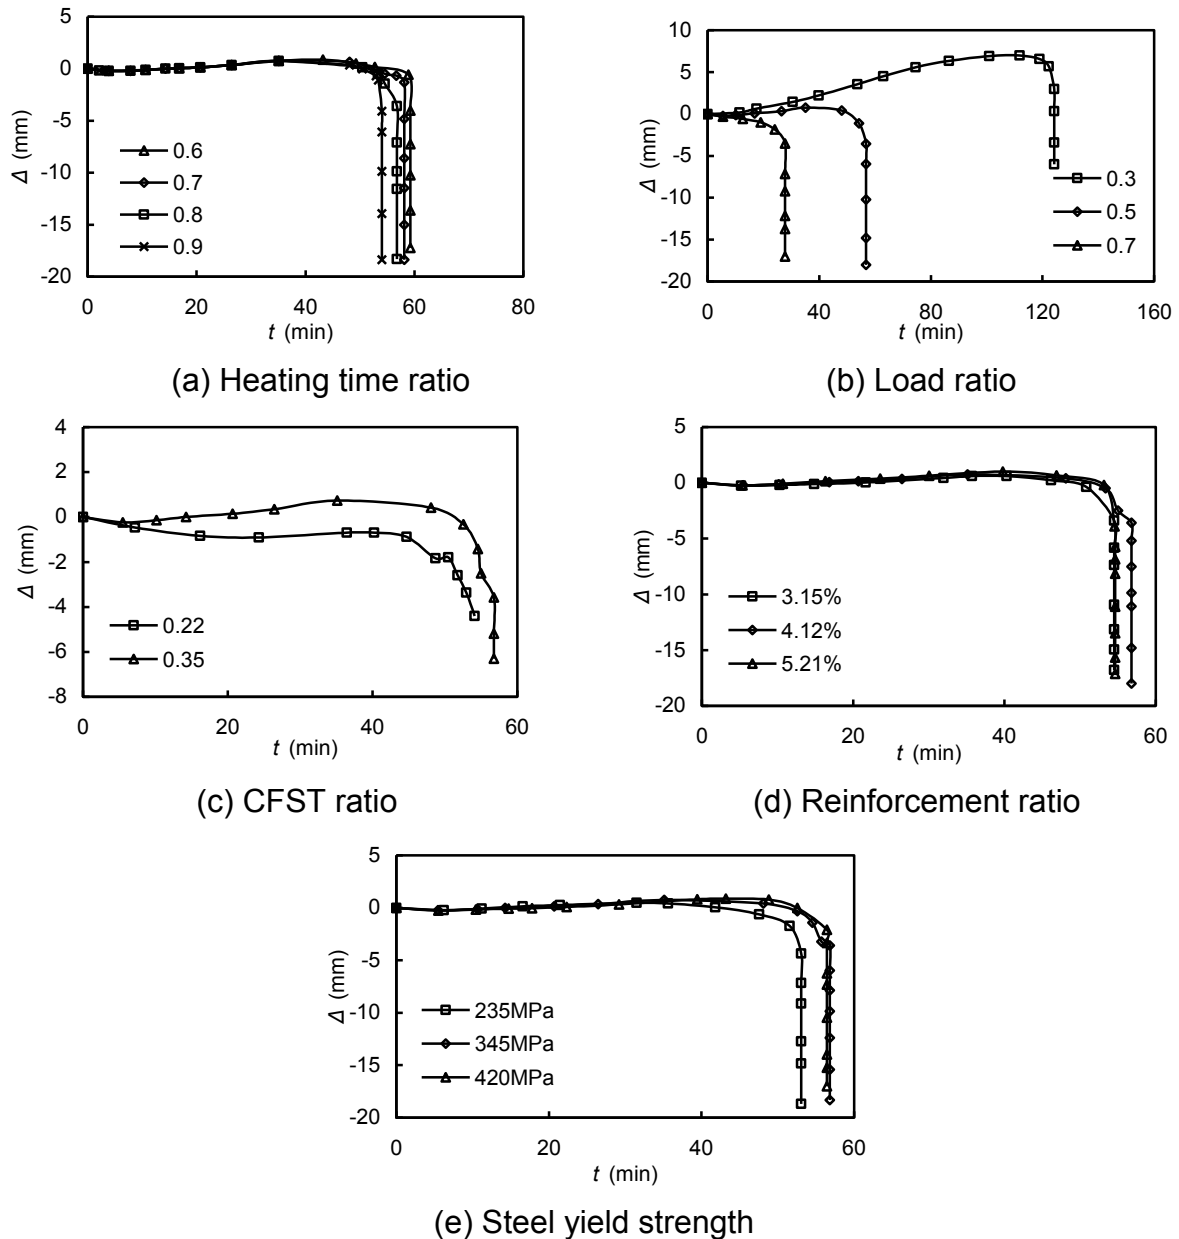 5
0
-5
-10
-15
-20
Δ (mm)
0.6
0.7
0.8
0.9
0 20 40 60 80
t (min)
(a) Heating time ratio
10
5
0
-5
-10
-15
-20
Δ (mm)
0.3
0.5
0.7
0 40 80 120 160
t (min)
(b) Load ratio
4
2
0
-2
-4
-6
-8
Δ (mm)
0.22
0.35
0 20 40 60
t (min)
(c) CFST ratio
5
0
-5
-10
-15
-20
Δ (mm)
3.15%
4.12%
5.21%
0 20 40 60
t (min)
(d) Reinforcement ratio
5
0
-5
-10
-15
-20
Δ (mm)
235MPa
345MPa
420MPa
0 20 40 60
t (min)
(e) Steel yield strength